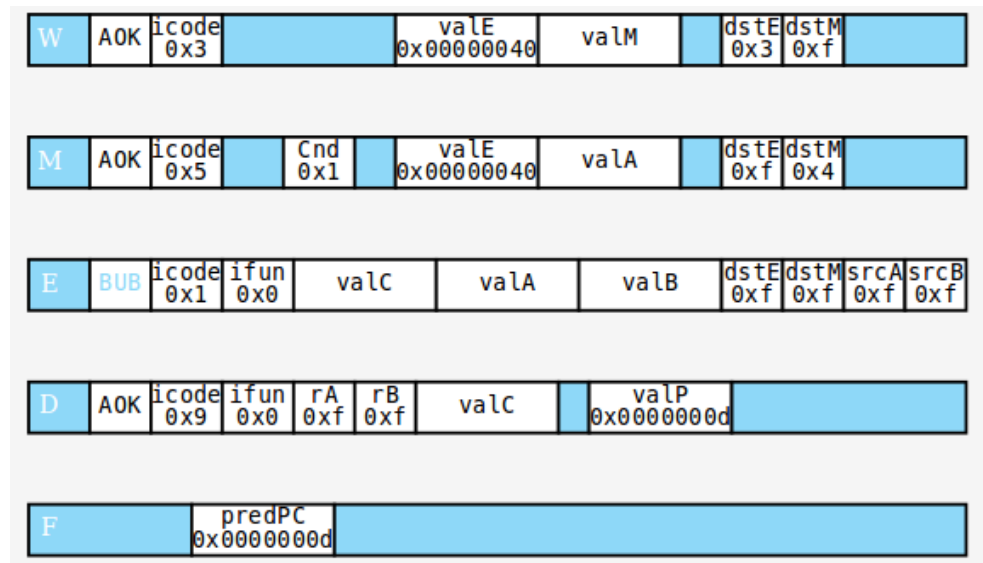 W AOK icode 0x3 valE 0x00000040 valM dstE 0x3 dstM 0xf
M AOK icode 0x5 Cnd 0x1 valE 0x00000040 valA dstE 0xf dstM 0x4
E BUB icode 0x1 ifun 0x0 valC valA valB dstE 0xf dstM 0xf srcA 0xf srcB 0xf
D AOK icode 0x9 ifun 0x0 rA 0xf rB 0xf valC valP 0x0000000d
F predPC 0x0000000d